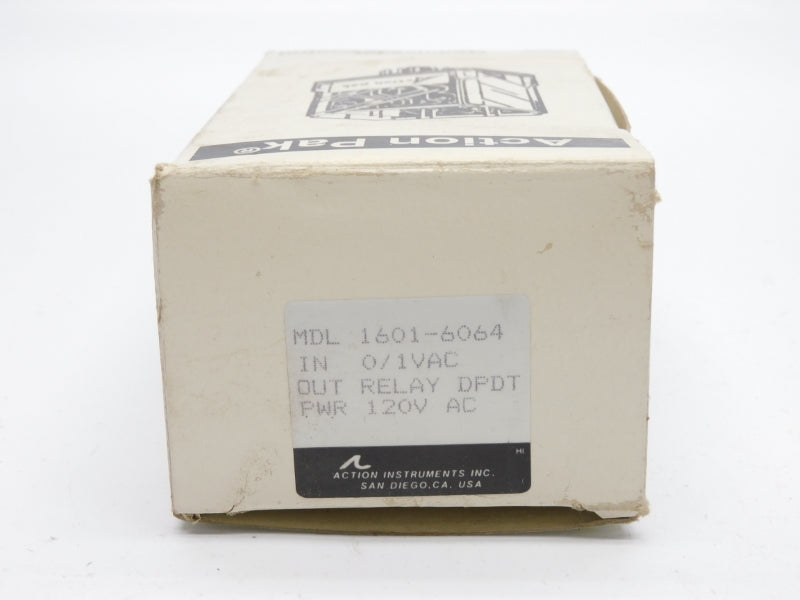 Action Pak®
MDL 1601-6064
IN 0/1VAC
OUT RELAY DPDT
PWR 120V AC
HI
ACTION INSTRUMENTS INC.
SAN DIEGO, CA. USA